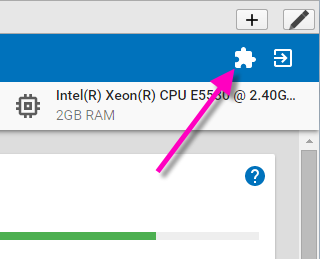 Intel(R) Xeon(R) CPU E5530 @ 2.40G...
2GB RAM
?